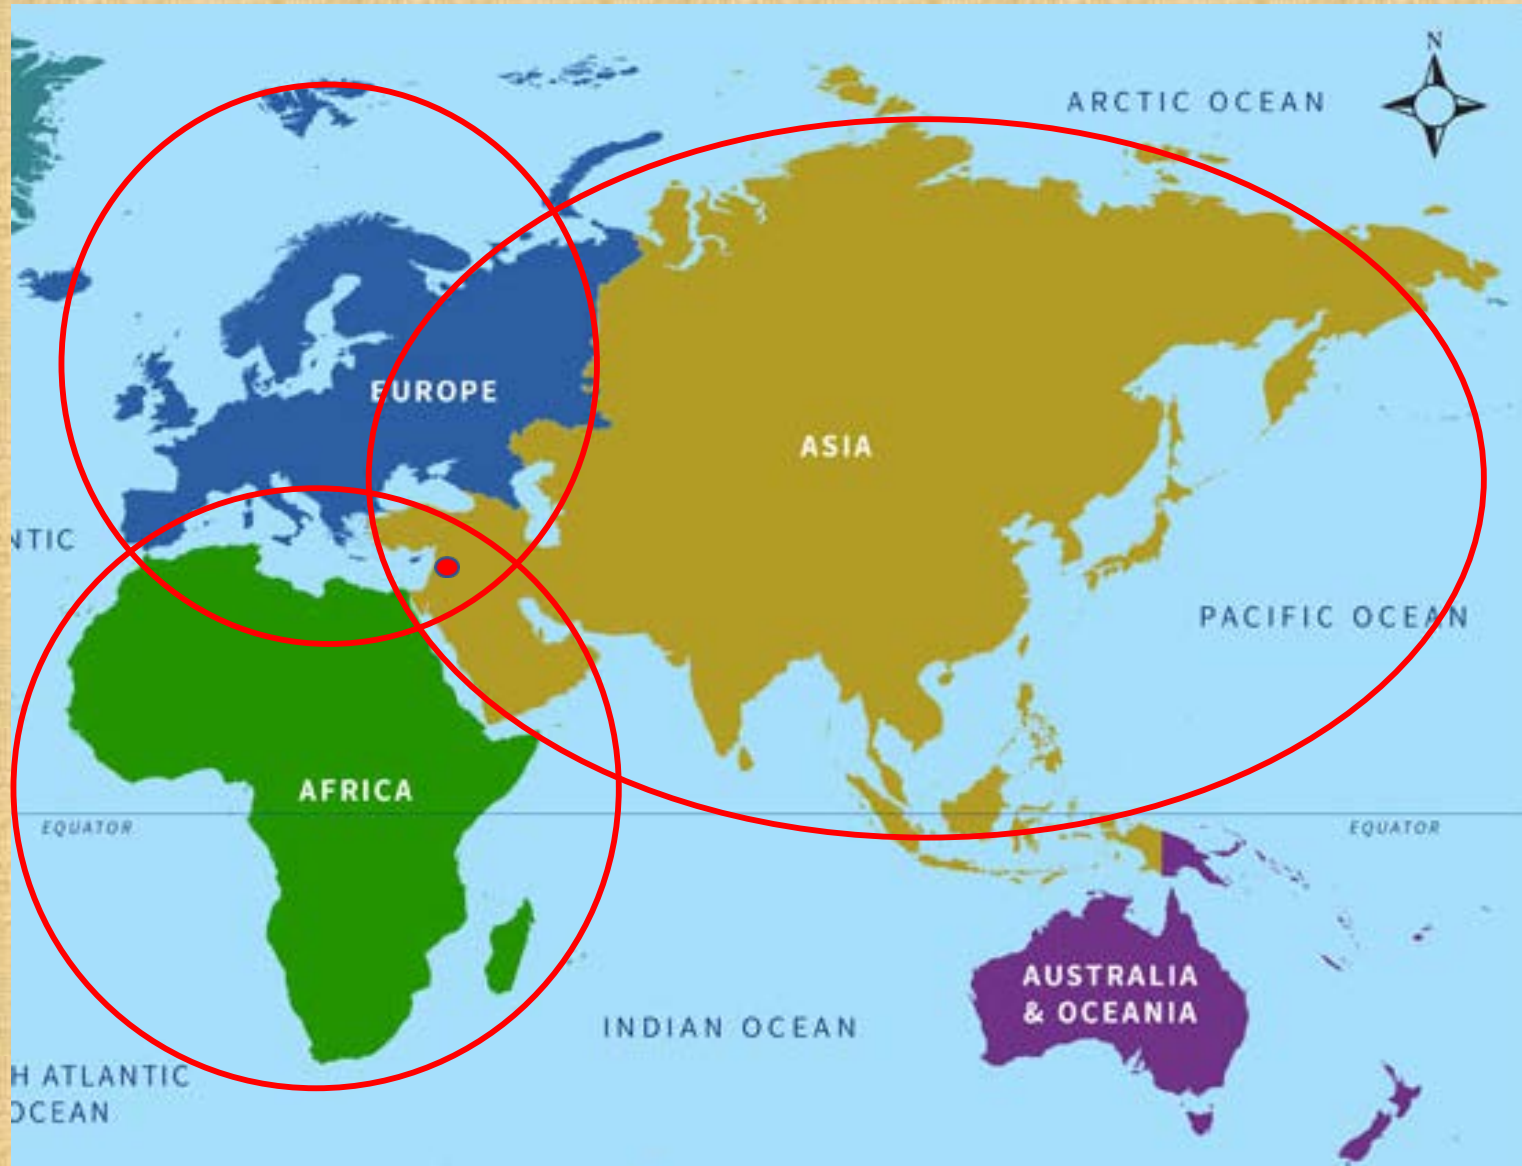 N
ARCTIC OCEAN
EUROPE
ASIA
NTIC
PACIFIC OCEAN
AFRICA
EQUATOR
EQUATOR
AUSTRALIA
& OCEANIA
INDIAN OCEAN
H ATLANTIC
OCEAN